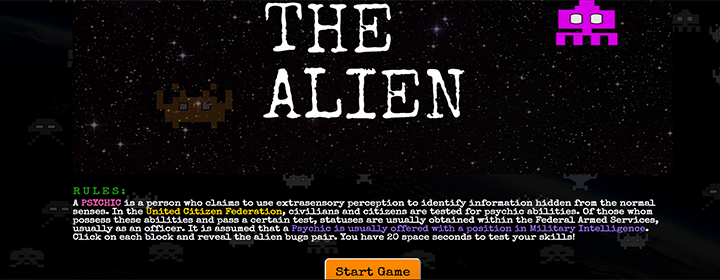 THE
ALIEN
RULES:
A PSYCHIC is a person who claims to use extrasensory perception to identify information hidden from the normal
senses. In the United Citizen Federation, civilians and citizens are tested for psychic abilities. Of those whom
possess these abilities and pass a certain test, statuses are usually obtained within the Federal Armed Services,
usually as an officer. It is assumed that a Psychic is usually offered with a position in Military Intelligence.
Click on each block and reveal the alien bugs pair. You have 20 space seconds to test your skills!
Start Game